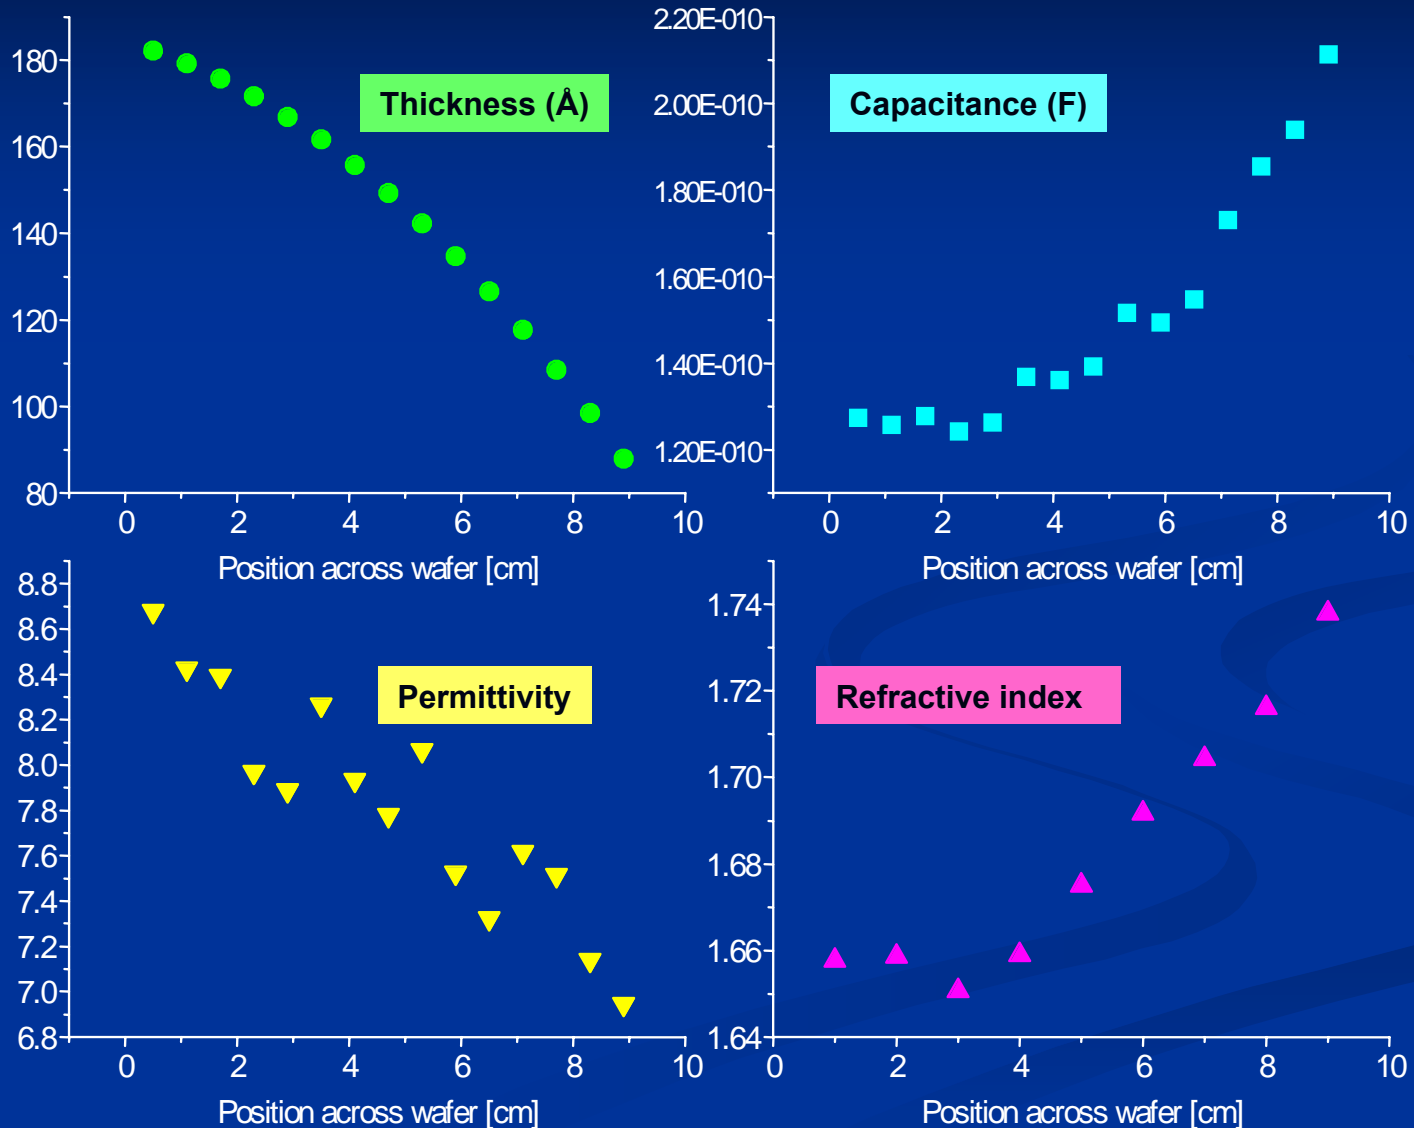 Thickness (Å)
180
160
140
120
100
80
0 2 4 6 8 10
Position across wafer [cm]
Capacitance (F)
2.20E-010
2.00E-010
1.80E-010
1.60E-010
1.40E-010
1.20E-010
0 2 4 6 8 10
Position across wafer [cm]
Permittivity
8.8
8.6
8.4
8.2
8.0
7.8
7.6
7.4
7.2
7.0
6.8
0 2 4 6 8 10
Position across wafer [cm]
Refractive index
1.74
1.72
1.70
1.68
1.66
1.64
0 2 4 6 8 10
Position across wafer [cm]